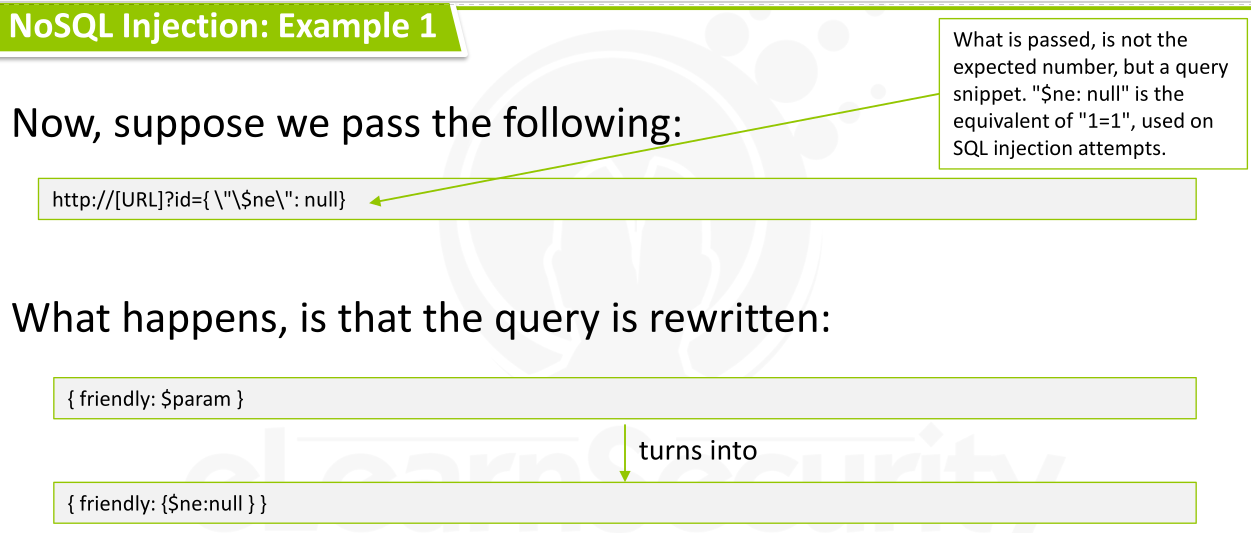 NoSQL Injection: Example 1
What is passed, is not the
expected number, but a query
snippet. "$ne: null" is the
equivalent of "1=1", used on
SQL injection attempts.
Now, suppose we pass the following:
http://[URL]?id={ \"\$ne\": null}
What happens, is that the query is rewritten:
{ friendly: $param }
turns into
{ friendly: {$ne:null } }
eLearnSecurity